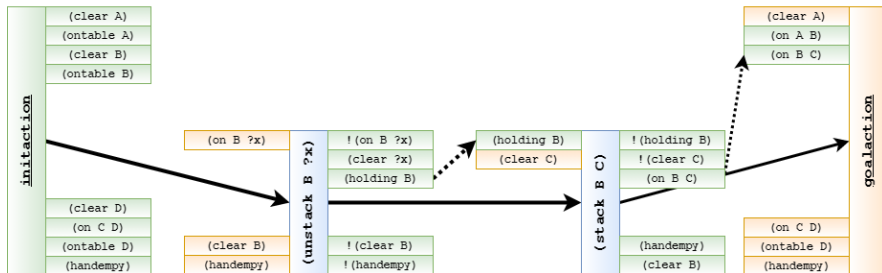 initaction
(clear A)
(ontable A)
(clear B)
(ontable B)
(clear D)
(on C D)
(ontable D)
(handempy)
(on B ?x)
(clear B)
(handempy)
(unstack B ?x)
!(on B ?x)
(clear ?x)
(holding B)
!(clear B)
!(handempy)
(holding B)
(clear C)
(stack B C)
!(holding B)
!(clear C)
(on B C)
(handempy)
(clear B)
(clear A)
(on A B)
(on B C)
(on C D)
(ontable D)
(handempy)
goalaction